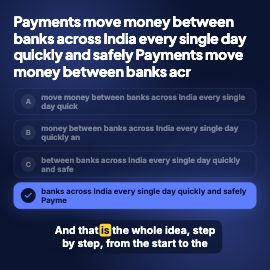 Payments move money between
banks across India every single day
quickly and safely Payments move
money between banks acr
A
move money between banks across India every single
day quick
B
money between banks across India every single day
quickly an
C
between banks across India every single day quickly
and safe
banks across India every single day quickly and safely
Payme
And that is the whole idea, step
by step, from the start to the